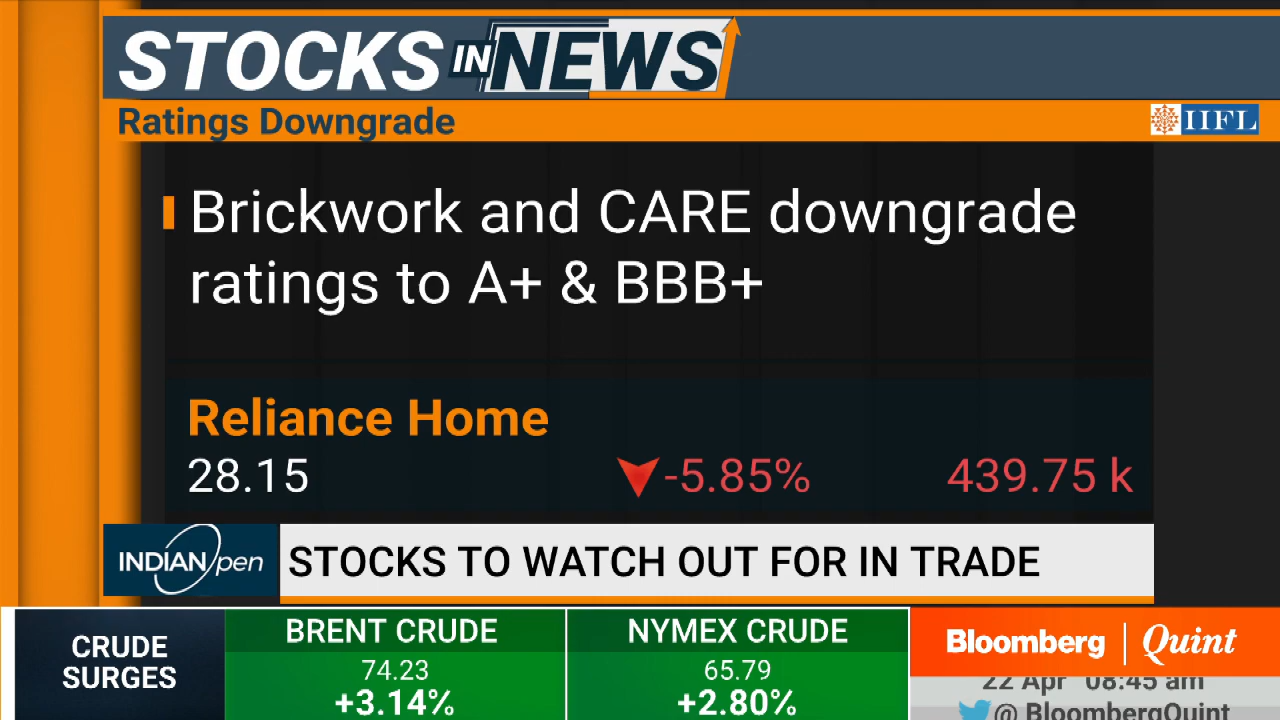 STOCKS IN NEWS
Ratings Downgrade
IIFL
Brickwork and CARE downgrade
ratings to A+ & BBB+
Reliance Home
28.15 -5.85% 439.75 k
INDIAN Open
STOCKS TO WATCH OUT FOR IN TRADE
CRUDE
SURGES
BRENT CRUDE
74.23
+3.14%
NYMEX CRUDE
65.79
+2.80%
Bloomberg | Quint
22 Apr 08:45 am
@ BloombergQuint